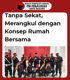 Tanpa Sekat,
Merangkul dengan
Konsep Rumah
Bersama